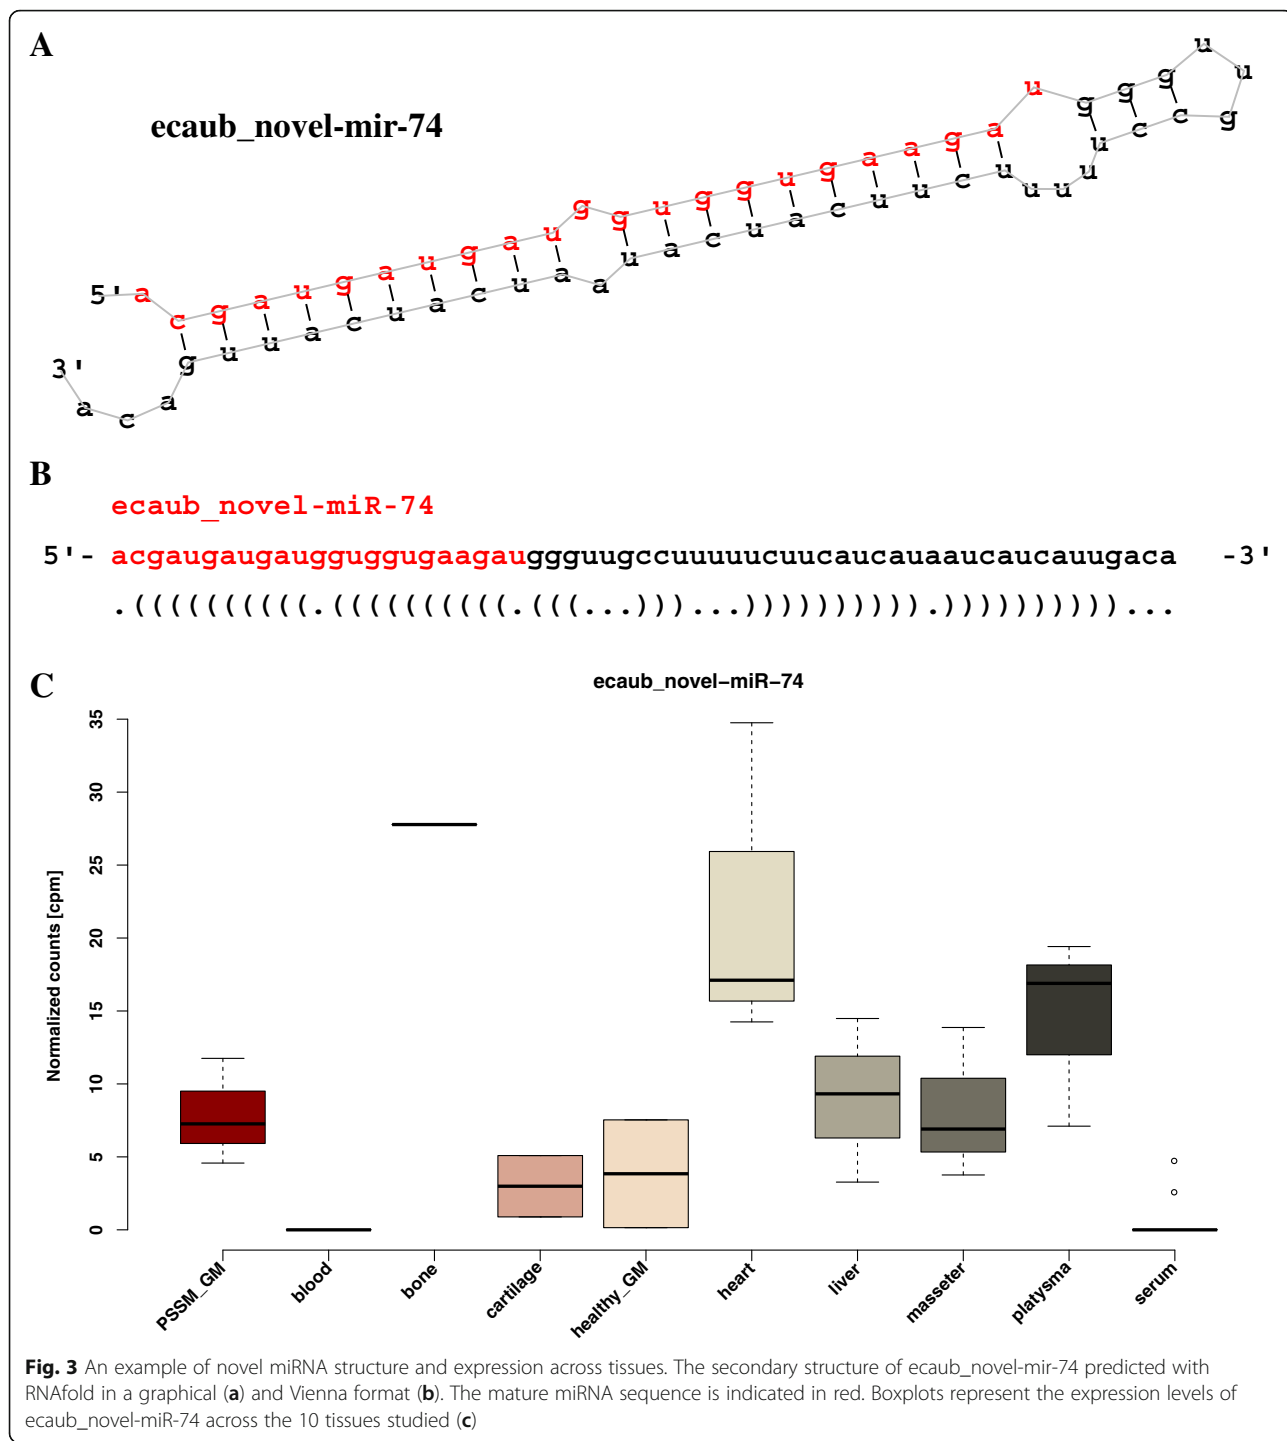 A
ecaub_novel-mir-74
5'
acgaugaugaugguggugaagaugggu
u
gccuuuuucuucaucauaaucaucauugaca
3'
B
ecaub_novel-miR-74
5'- acgaugaugaugguggugaagauggguugccuuuuucuucaucauaaucaucauugaca -3'
.((((((((((.((((((((((.(((...)))...)))))))))).))))))))))...
C
ecaub_novel−miR−74
Normalized counts [cpm]
35
30
25
20
15
10
5
0
PSSM_GM
blood
bone
cartilage
healthy_GM
heart
liver
masseter
platysma
serum
Fig. 3 An example of novel miRNA structure and expression across tissues. The secondary structure of ecaub_novel-mir-74 predicted with
RNAfold in a graphical (a) and Vienna format (b). The mature miRNA sequence is indicated in red. Boxplots represent the expression levels of
ecaub_novel-miR-74 across the 10 tissues studied (c)